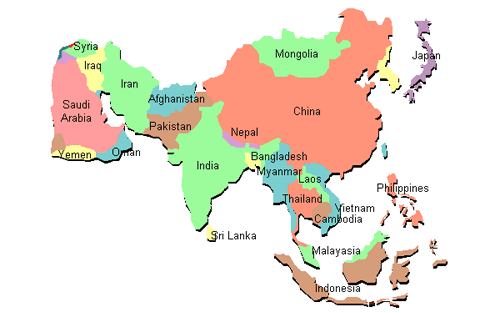 Syria
Mongolia
Japan
Iraq
Iran
Afghanistan
Saudi
Arabia
China
Pakistan
Nepal
Yemen
Oman
India
Bangladesh
Myanmar
Laos
Philippines
Thailand
Vietnam
Cambodia
Sri Lanka
Malayasia
Indonesia